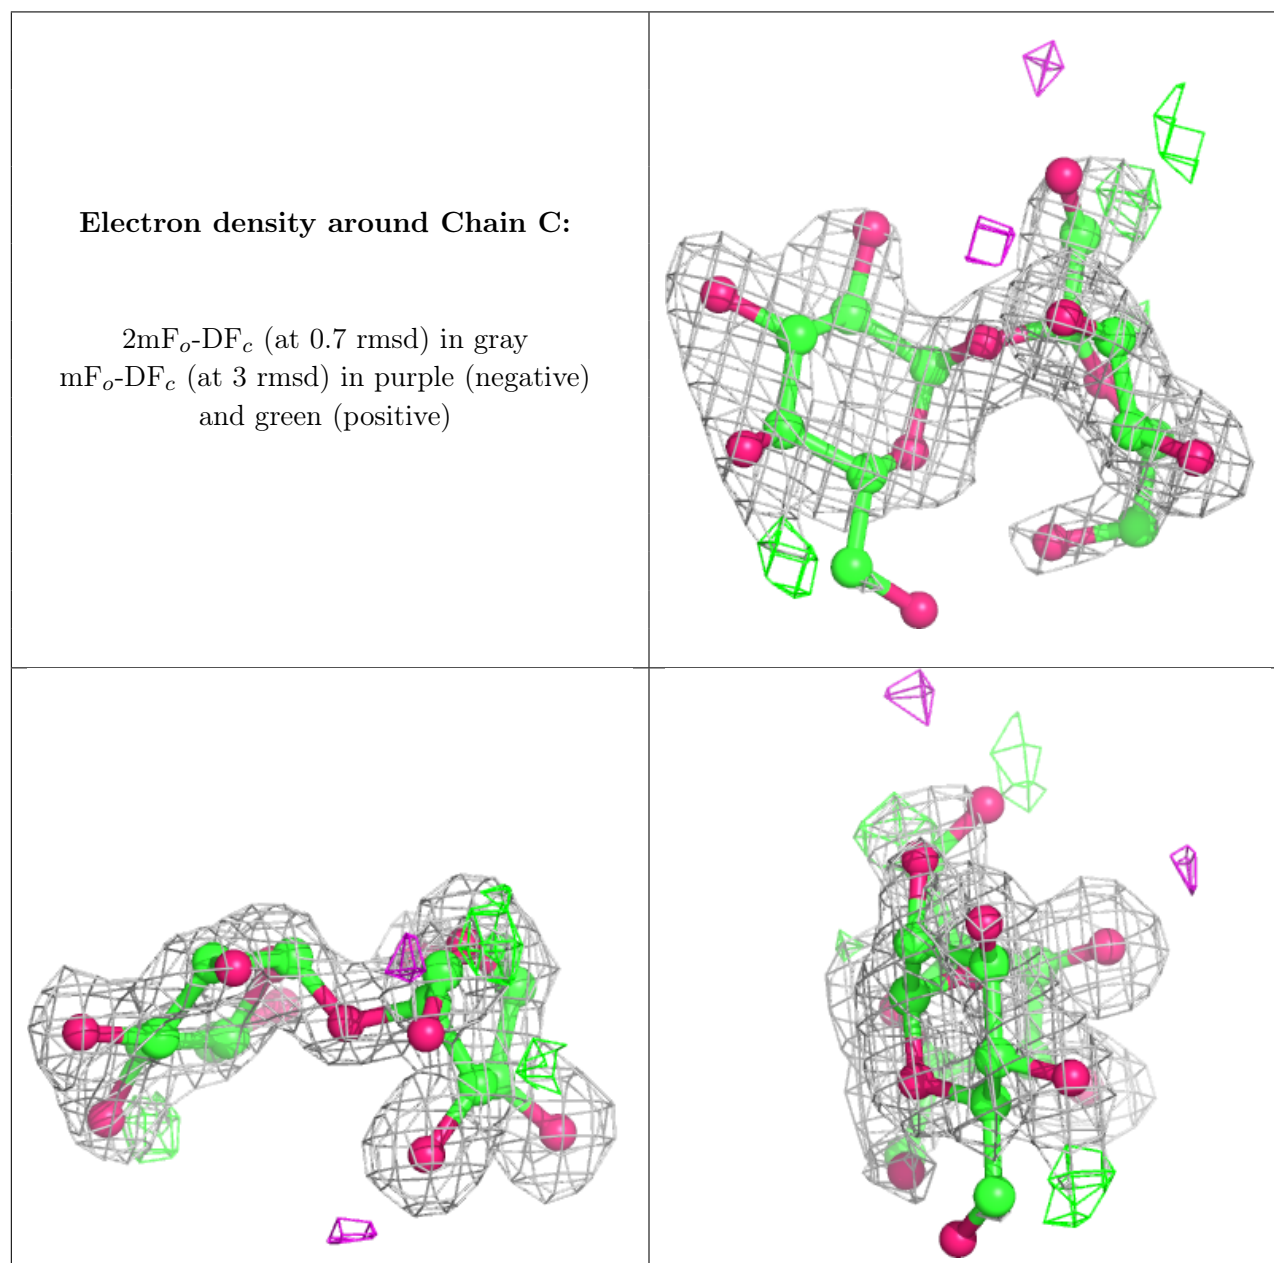 Electron density around Chain C:
2mFₒ-DF𝒸 (at 0.7 rmsd) in gray
mFₒ-DF𝒸 (at 3 rmsd) in purple (negative)
and green (positive)